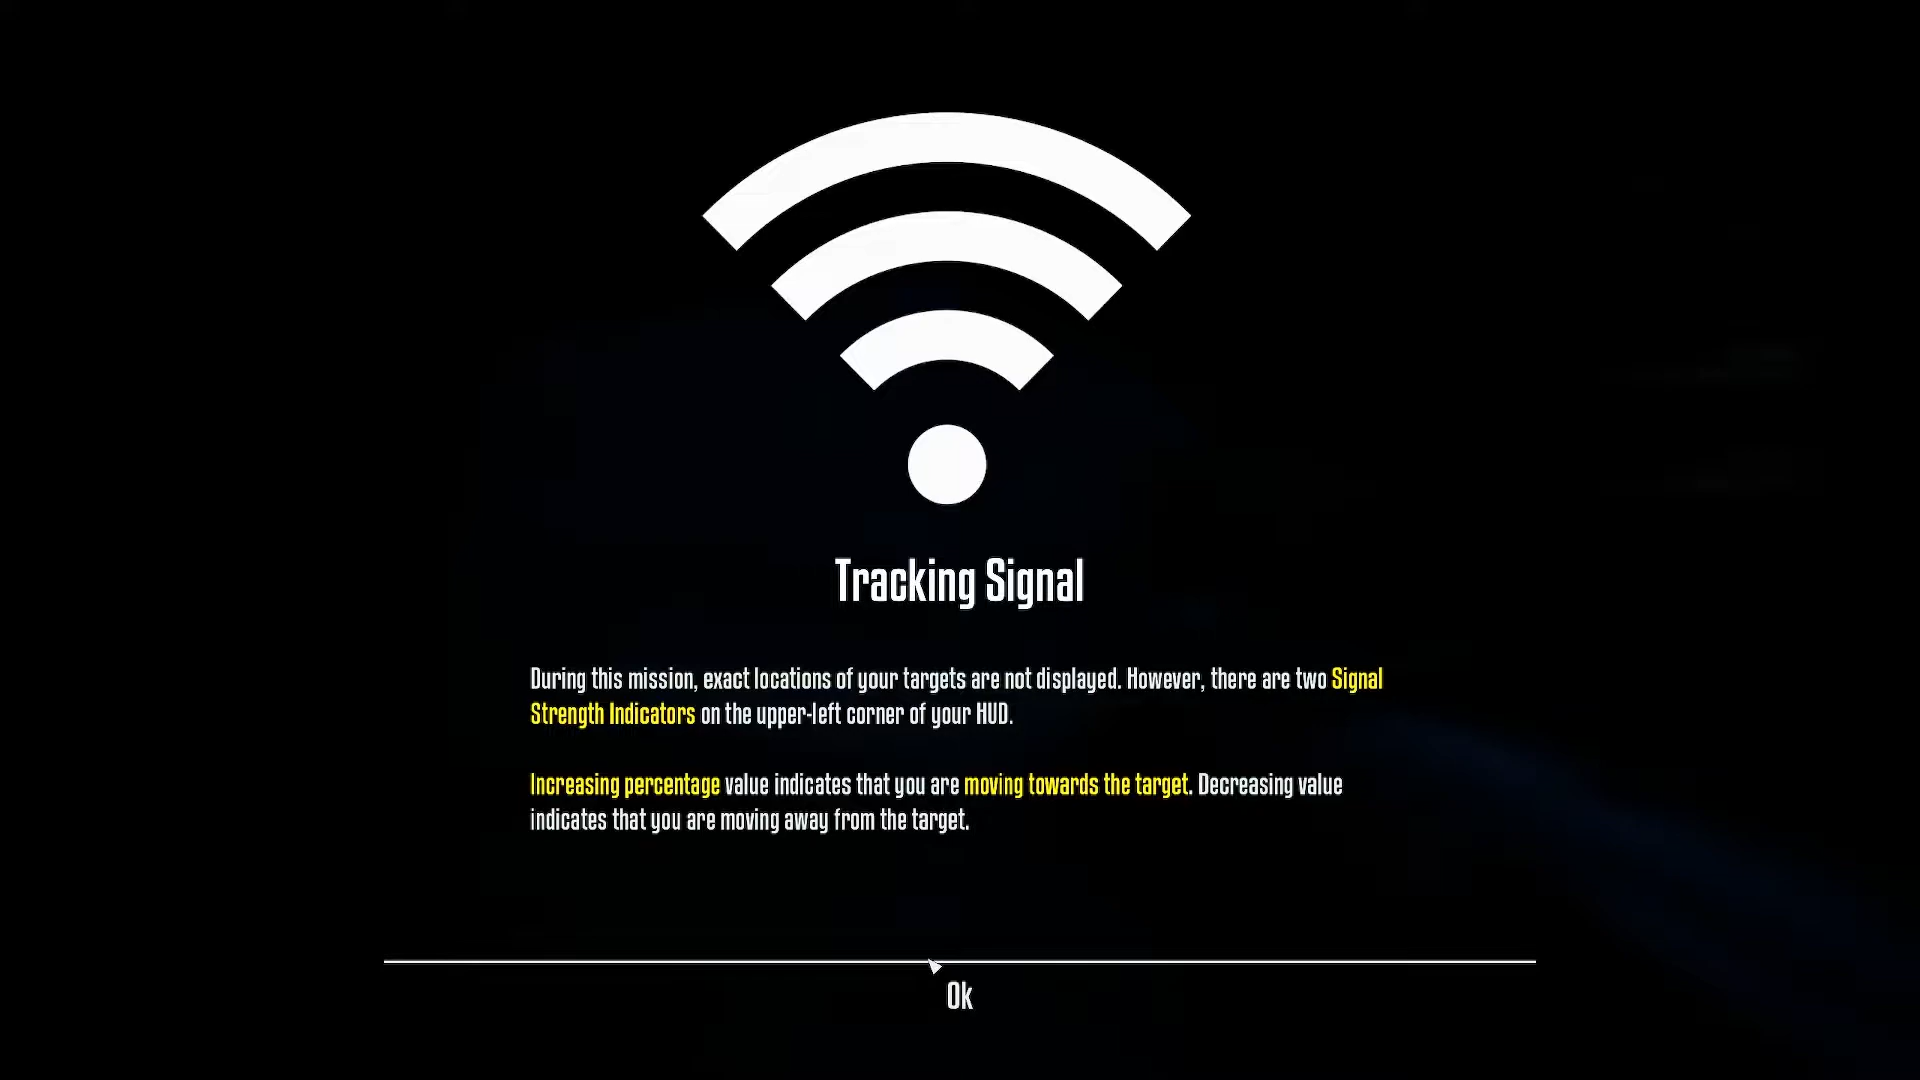 Tracking Signal
During this mission, exact locations of your targets are not displayed. However, there are two Signal
Strength Indicators on the upper-left corner of your HUD.
Increasing percentage value indicates that you are moving towards the target. Decreasing value
indicates that you are moving away from the target.
Ok